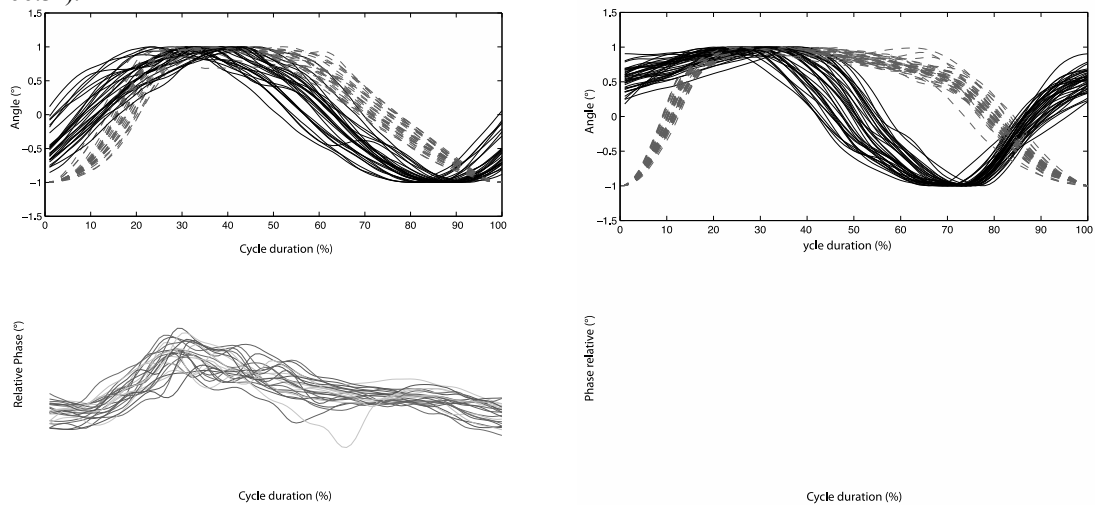 1.5
1
0.5
0
−0.5
−1
−1.5
Angle (°)
0 10 20 30 40 50 60 70 80 90 100
Cycle duration (%)
1.5
1
0.5
0
−0.5
−1
−1.5
Angle (°)
0 10 20 30 40 50 60 70 80 90 100
ycle duration (%)
Relative Phase (°)
Cycle duration (%)
Phase relative (°)
Cycle duration (%)